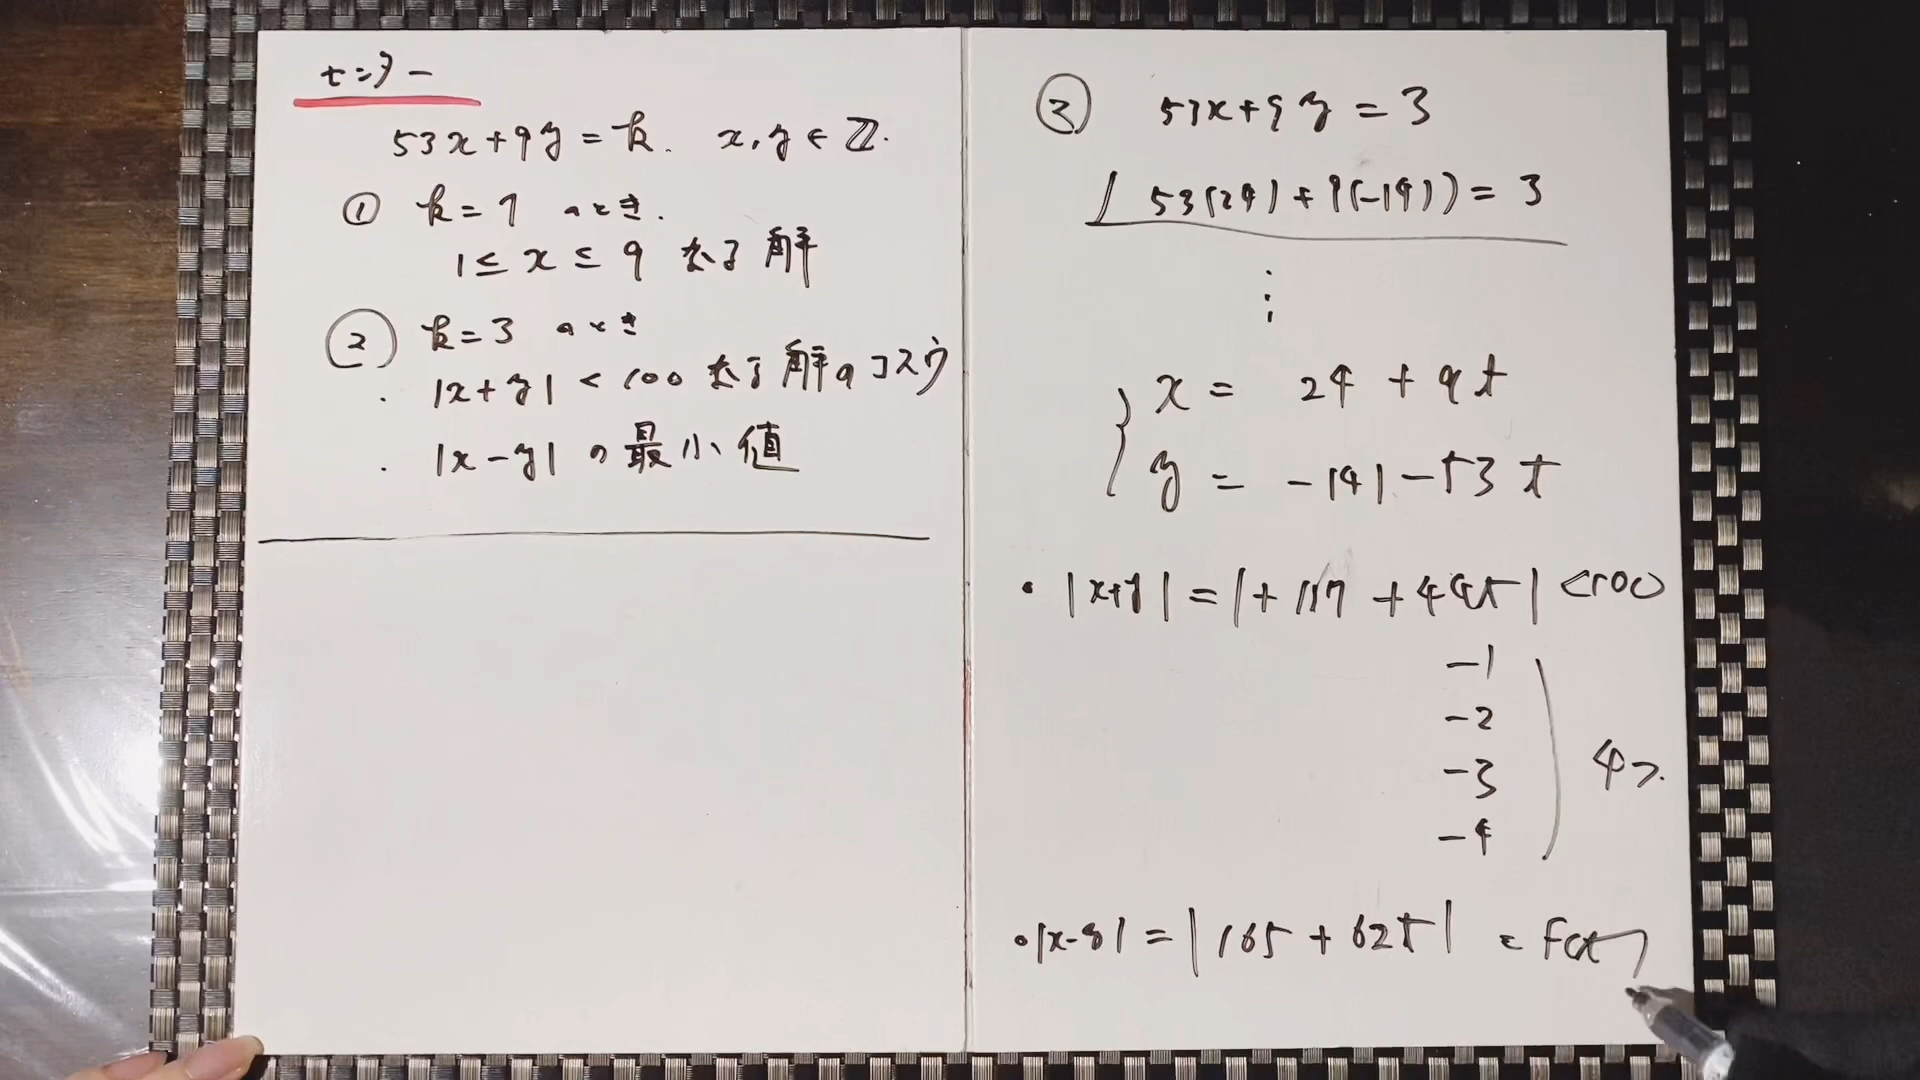 センター
53x+9y=k. x,y∈ℤ.
① k=1 のとき.
1≤x≤9 なる 解
② k=3 のとき
・ |x+y|<100 なる 解のコスウ
・ |x-y| の最小値
② 53x+9y=3
53(24)+9(-141)=3
⋮
x = 24 + 9t
y = -141-53t
・|x+y|=|+117+44t|<100
-1
-2
-3
-4
4つ.
・|x-y|=|165+62t| = F(t)